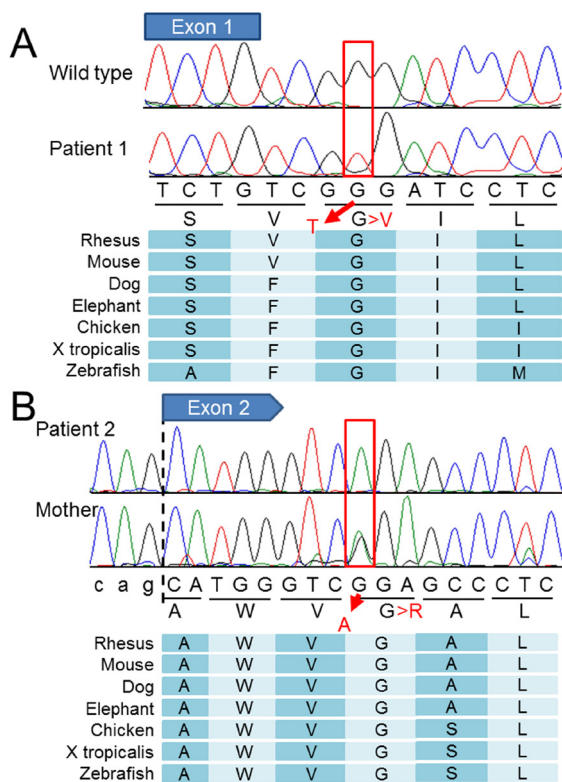 A
Exon 1
Wild type
Patient 1
T C T G T C G G G A T C C T C
S V T G>V I L
Rhesus S V G I L
Mouse S V G I L
Dog S F G I L
Elephant S F G I L
Chicken S F G I I
X tropicalis S F G I I
Zebrafish A F G I M
B
Exon 2
Patient 2
Mother
c a g C A T G G G T C G G A G C C C T C
A W V A G>R A L
Rhesus A W V G A L
Mouse A W V G A L
Dog A W V G A L
Elephant A W V G A L
Chicken A W V G S L
X tropicalis A W V G S L
Zebrafish A W V G S L